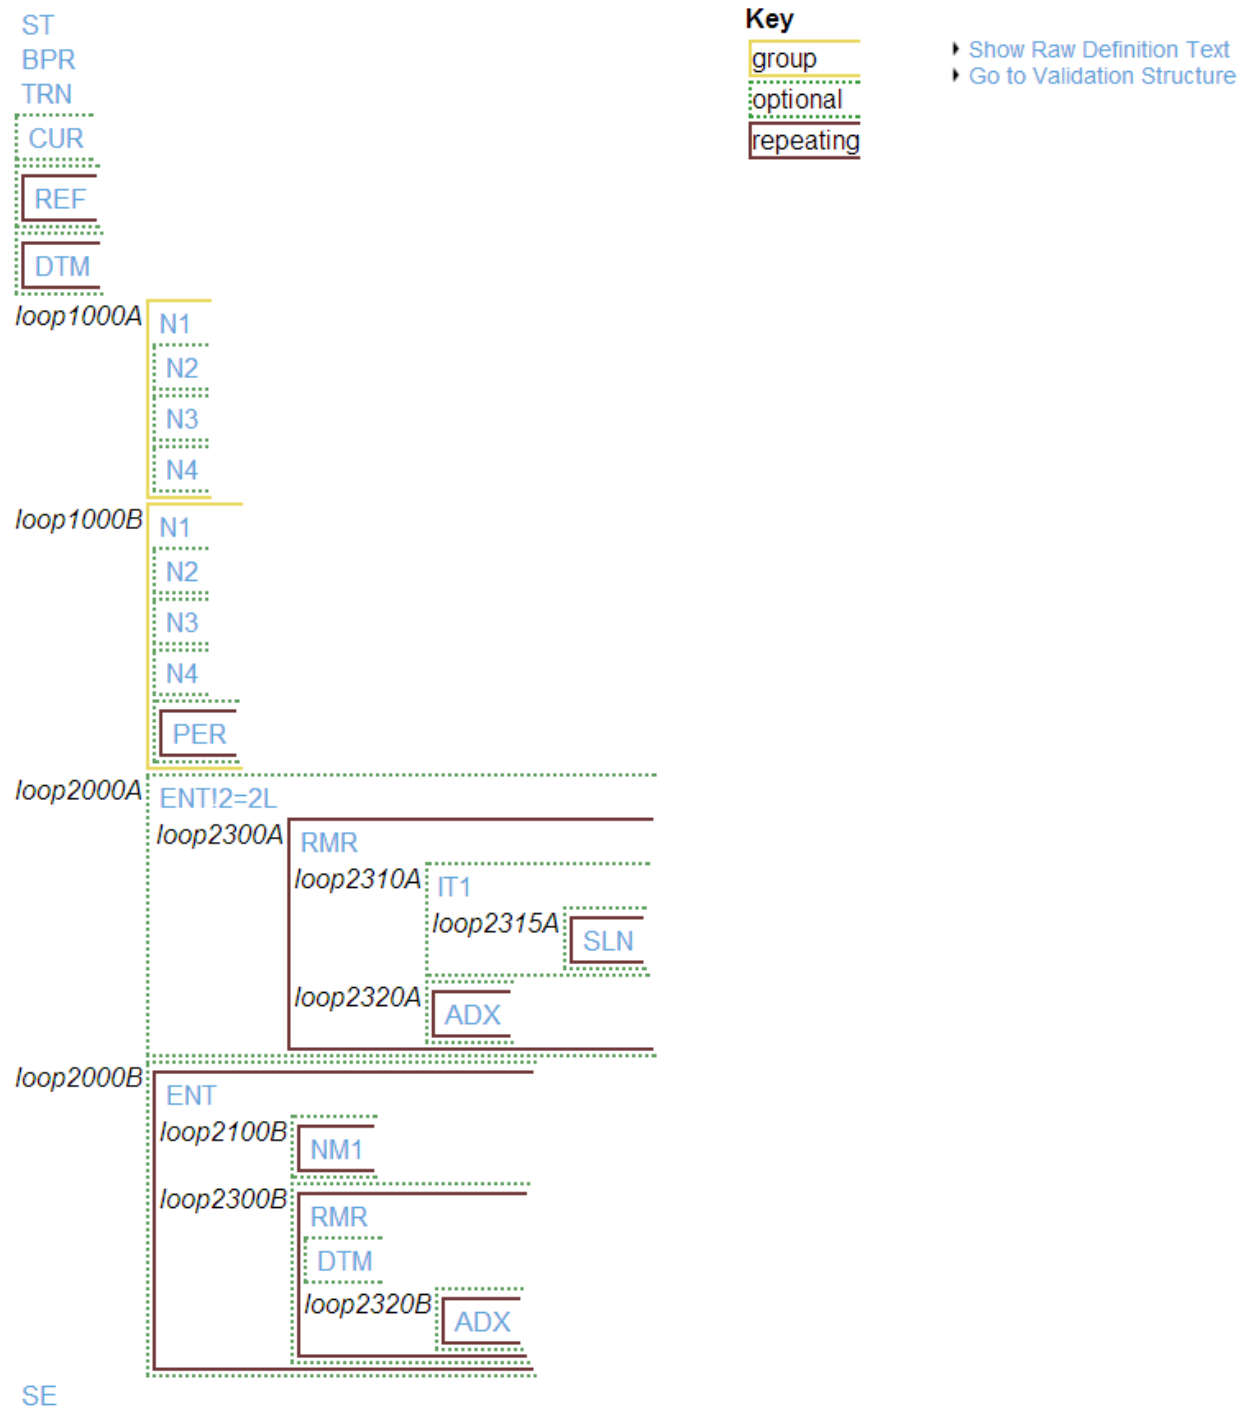 ST
BPR
TRN
CUR
REF
DTM
loop1000A N1
N2
N3
N4
loop1000B N1
N2
N3
N4
PER
loop2000A ENT!2=2L
loop2300A RMR
loop2310A IT1
loop2315A SLN
loop2320A ADX
loop2000B ENT
loop2100B NM1
loop2300B RMR
DTM
loop2320B ADX
SE
Key
group
optional
repeating
Show Raw Definition Text
Go to Validation Structure